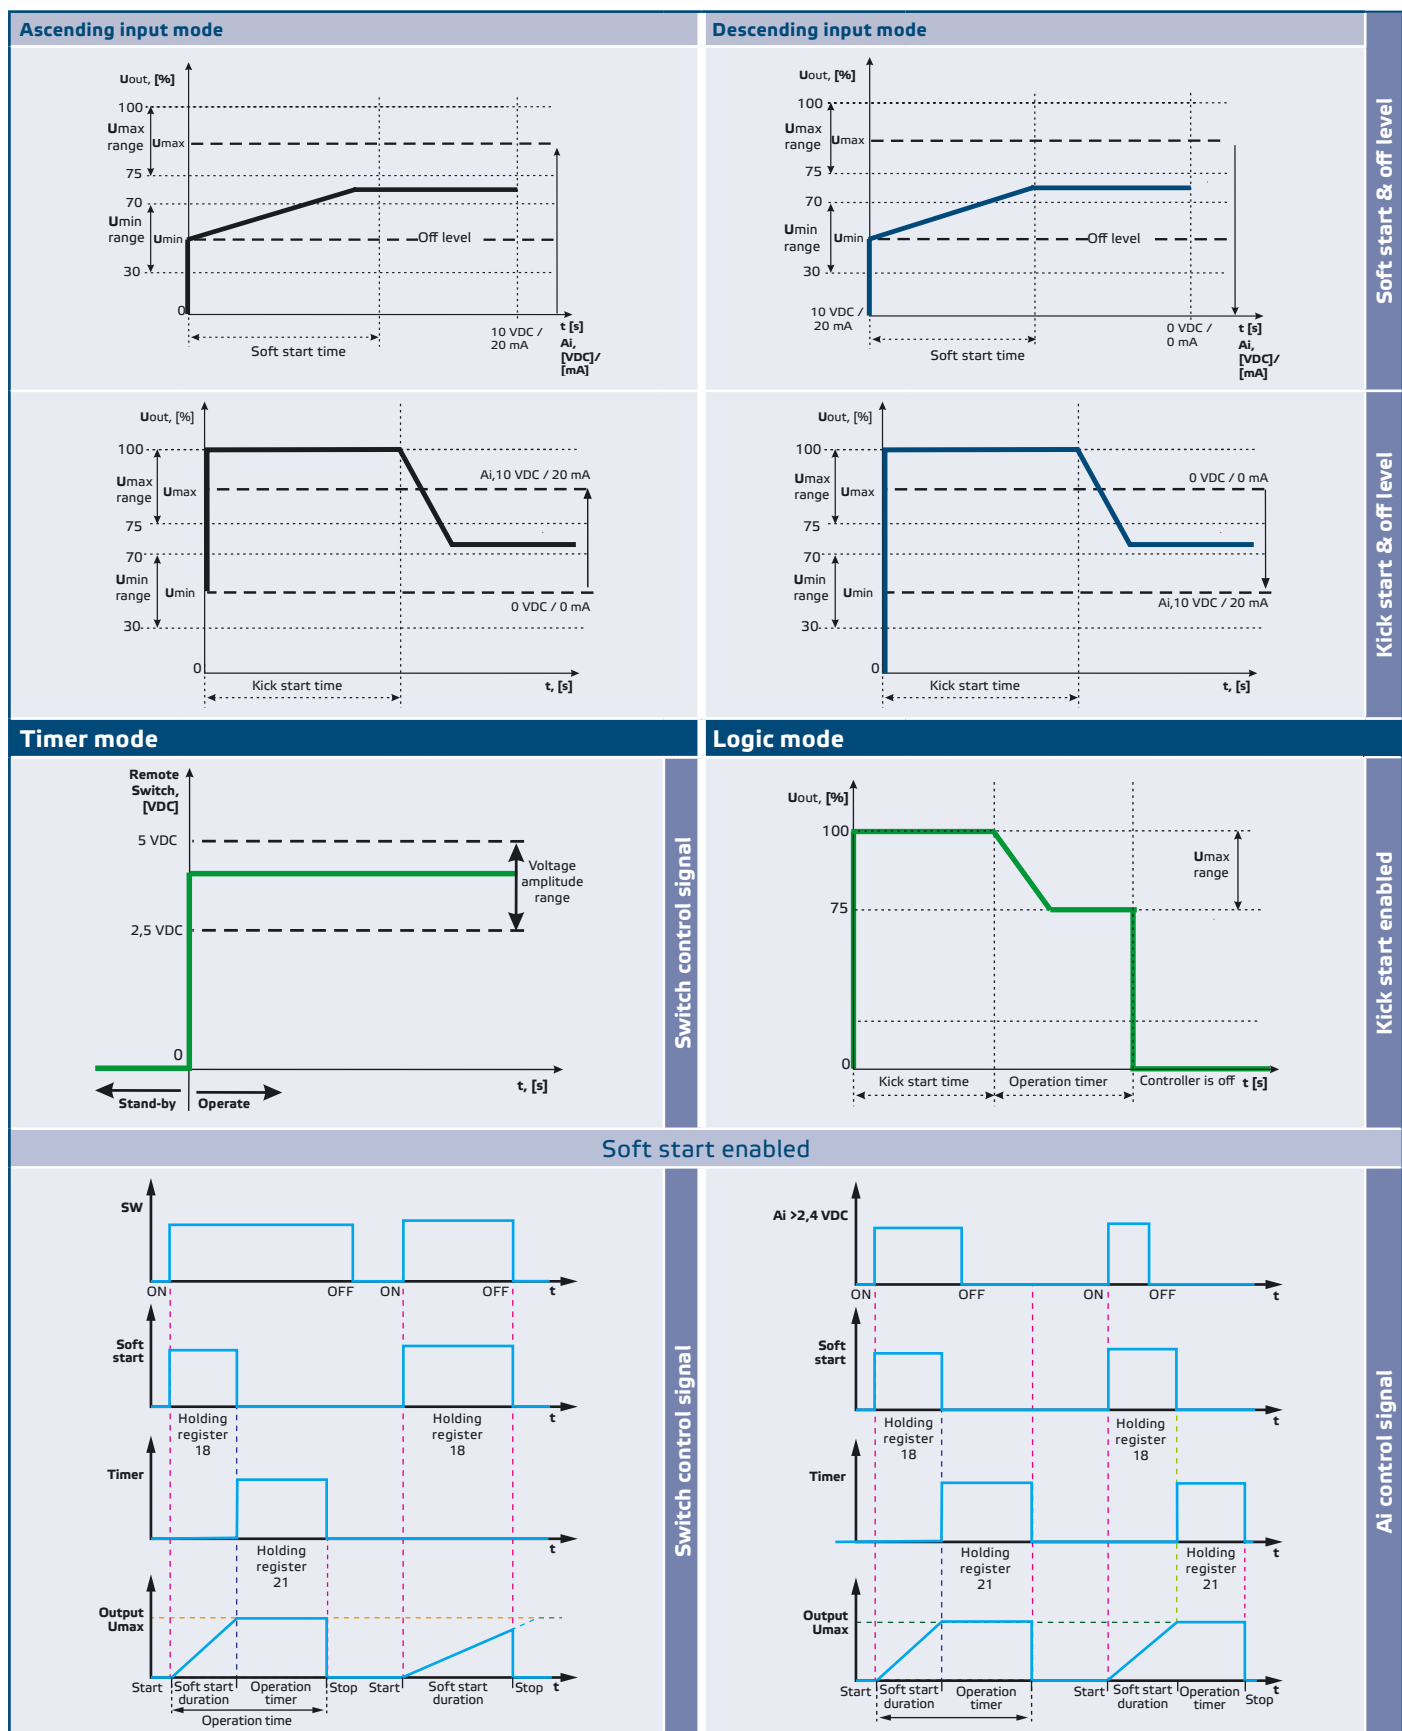 Ascending input mode
Uout, [%]
100
Umax
range
Umax
75
70
Umin
range
Umin
Off level
30
0
10 VDC /
20 mA
t [s]
Ai,
[VDC]/
[mA]
Soft start time
Descending input mode
Uout, [%]
100
Umax
range
Umax
75
70
Umin
range
Umin
Off level
30
10 VDC /
20 mA
0 VDC /
0 mA
t [s]
Ai,
[VDC]/
[mA]
Soft start time
Soft start & off level
Uout, [%]
100
Ai,10 VDC / 20 mA
Umax
range
Umax
75
70
Umin
range
Umin
0 VDC / 0 mA
30
0
Kick start time
t, [s]
Uout, [%]
100
0 VDC / 0 mA
Umax
range
Umax
75
70
Umin
range
Umin
Ai,10 VDC / 20 mA
30
0
Kick start time
t, [s]
Kick start & off level
Timer mode
Remote
Switch,
[VDC]
5 VDC
Voltage
amplitude
range
2,5 VDC
0
t, [s]
Stand-by
Operate
Switch control signal
Logic mode
Uout, [%]
100
Umax
range
75
0
Kick start time
Operation timer
Controller is off
t [s]
Kick start enabled
Soft start enabled
SW
ON
OFF
ON
OFF
t
Soft
start
t
Holding
register
18
Holding
register
18
Timer
t
Holding
register
21
Output
Umax
Start
Soft start
duration
Operation
timer
Stop
Start
Soft start
duration
Stop
t
Operation time
Switch control signal
Ai >2,4 VDC
ON
OFF
ON
OFF
t
Soft
start
t
Holding
register
18
Holding
register
18
Timer
t
Holding
register
21
Holding
register
21
Output
Umax
Start
Soft start
duration
Operation
timer
Start
Soft start
duration
Operation
timer
Stop
t
Ai control signal